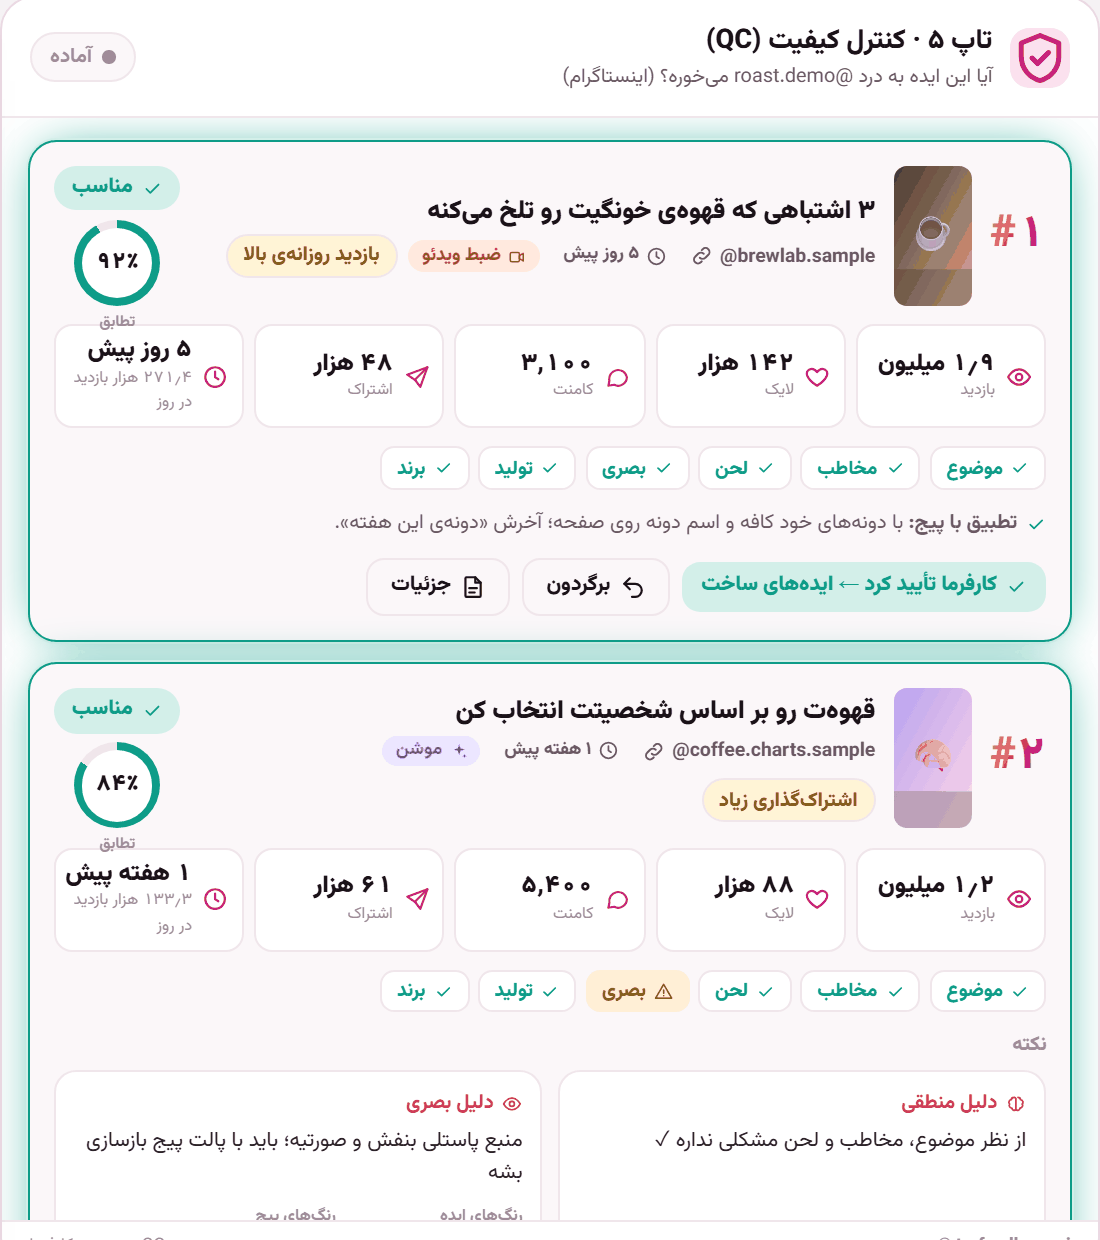 تاپ ۵ · کنترل کیفیت (QC)
آیا این ایده به درد @roast.demo می‌خوره؟ (اینستاگرام)
آماده
#۱
۳ اشتباهی که قهوه‌ی خونگیت رو تلخ می‌کنه
@brewlab.sample
۵ روز پیش
ضبط ویدئو
بازدید روزانه‌ی بالا
مناسب
۹۲٪
تطابق
۱٫۹ میلیون
بازدید
۱۴۲ هزار
لایک
۳,۱۰۰
کامنت
۴۸ هزار
اشتراک
۵ روز پیش
۲۷۱٫۴ هزار بازدید
در روز
موضوع
مخاطب
لحن
بصری
تولید
برند
تطبیق با پیج: با دونه‌های خود کافه و اسم دونه روی صفحه؛ آخرش «دونه‌ی این هفته».
کارفرما تأیید کرد ← ایده‌های ساخت
برگردون
جزئیات
#۲
قهوه‌ت رو بر اساس شخصیتت انتخاب کن
@coffee.charts.sample
۱ هفته پیش
موشن
اشتراک‌گذاری زیاد
مناسب
۸۴٪
تطابق
۱٫۲ میلیون
بازدید
۸۸ هزار
لایک
۵,۴۰۰
کامنت
۶۱ هزار
اشتراک
۱ هفته پیش
۱۳۳٫۳ هزار بازدید
در روز
موضوع
مخاطب
لحن
بصری
تولید
برند
نکته
دلیل منطقی
از نظر موضوع، مخاطب و لحن مشکلی نداره ✓
دلیل بصری
منبع پاستلی بنفش و صورتیه؛ باید با پالت پیج بازسازی
بشه
رنگ‌های ایده
رنگ‌های پیج